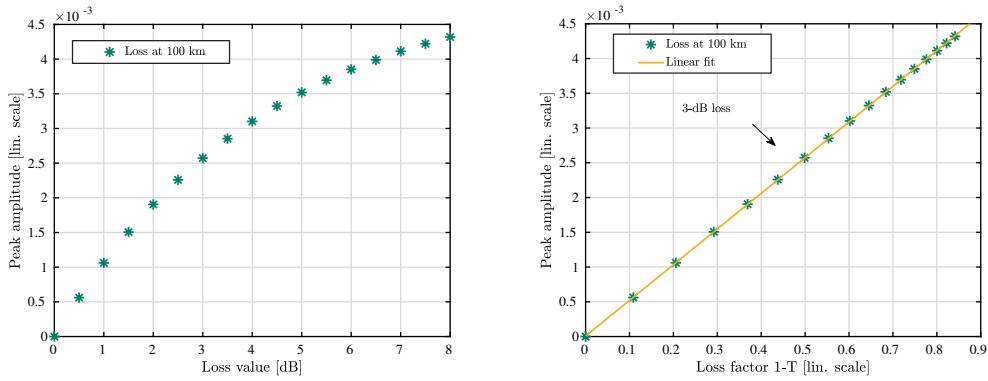 ×10 -3
4.5
4
3.5
3
2.5
2
1.5
1
0.5
0
Peak amplitude [lin. scale]
Loss at 100 km
0 1 2 3 4 5 6 7 8
Loss value [dB]
×10 -3
4.5
4
3.5
3
2.5
2
1.5
1
0.5
0
Peak amplitude [lin. scale]
Loss at 100 km
Linear fit
3-dB loss
0 0.1 0.2 0.3 0.4 0.5 0.6 0.7 0.8 0.9
Loss factor 1-T [lin. scale]